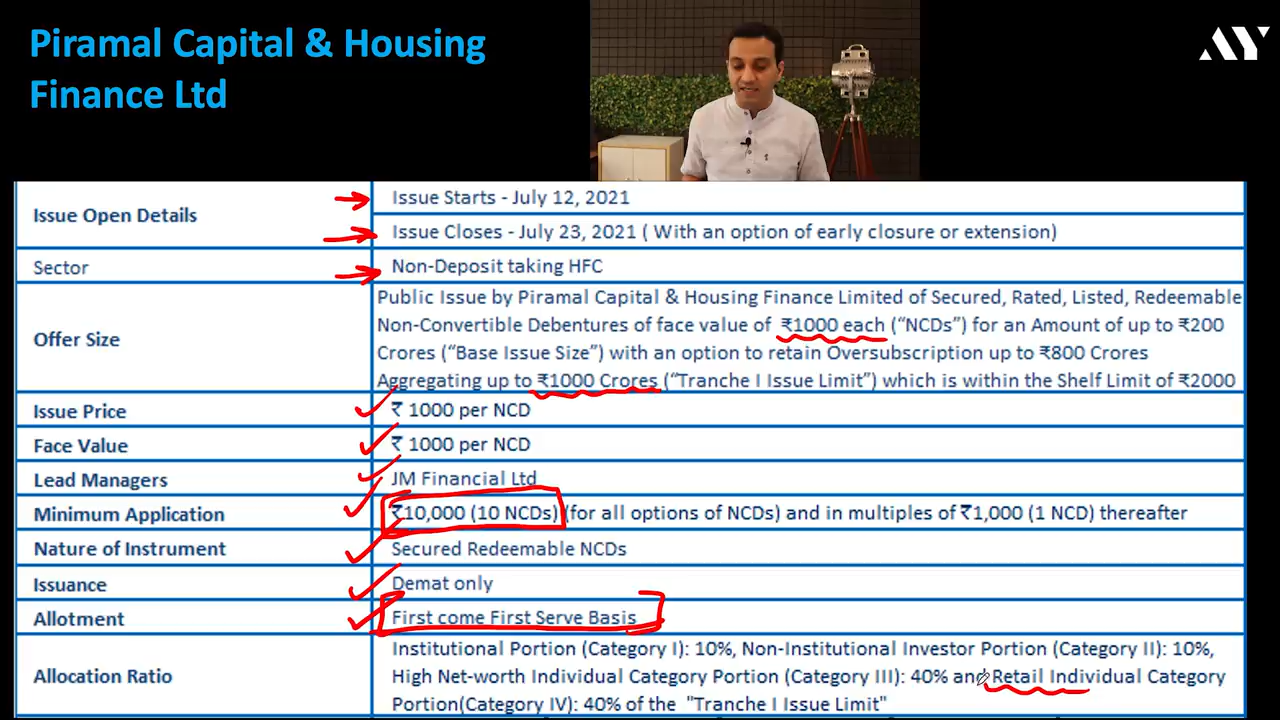 Piramal Capital & Housing
Finance Ltd
AY
Issue Open Details
Issue Starts - July 12, 2021
Issue Closes - July 23, 2021 ( With an option of early closure or extension)
Sector
Non-Deposit taking HFC
Offer Size
Public Issue by Piramal Capital & Housing Finance Limited of Secured, Rated, Listed, Redeemable
Non-Convertible Debentures of face value of ₹1000 each (“NCDs”) for an Amount of up to ₹200
Crores (“Base Issue Size”) with an option to retain Oversubscription up to ₹800 Crores
Aggregating up to ₹1000 Crores (“Tranche I Issue Limit”) which is within the Shelf Limit of ₹2000
Issue Price
₹ 1000 per NCD
Face Value
₹ 1000 per NCD
Lead Managers
JM Financial Ltd
Minimum Application
₹10,000 (10 NCDs) (for all options of NCDs) and in multiples of ₹1,000 (1 NCD) thereafter
Nature of Instrument
Secured Redeemable NCDs
Issuance
Demat only
Allotment
First come First Serve Basis
Allocation Ratio
Institutional Portion (Category I): 10%, Non-Institutional Investor Portion (Category II): 10%,
High Net-worth Individual Category Portion (Category III): 40% and Retail Individual Category
Portion(Category IV): 40% of the "Tranche I Issue Limit"